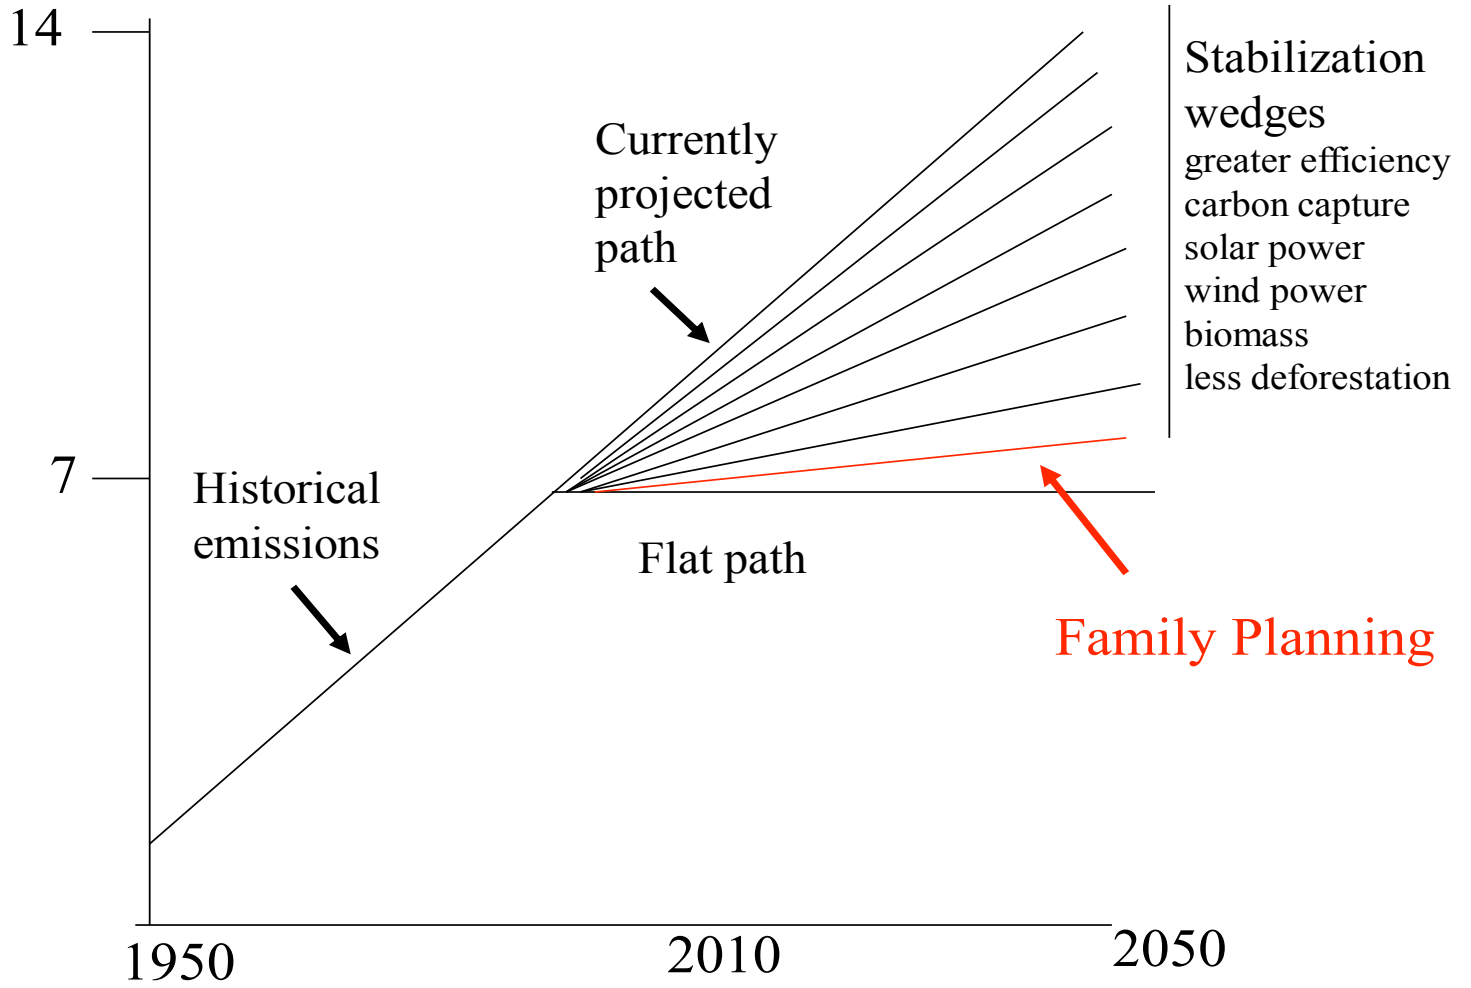 14
Stabilization
wedges
greater efficiency
carbon capture
solar power
wind power
biomass
less deforestation
Currently
projected
path
7
Historical
emissions
Flat path
Family Planning
1950
2010
2050